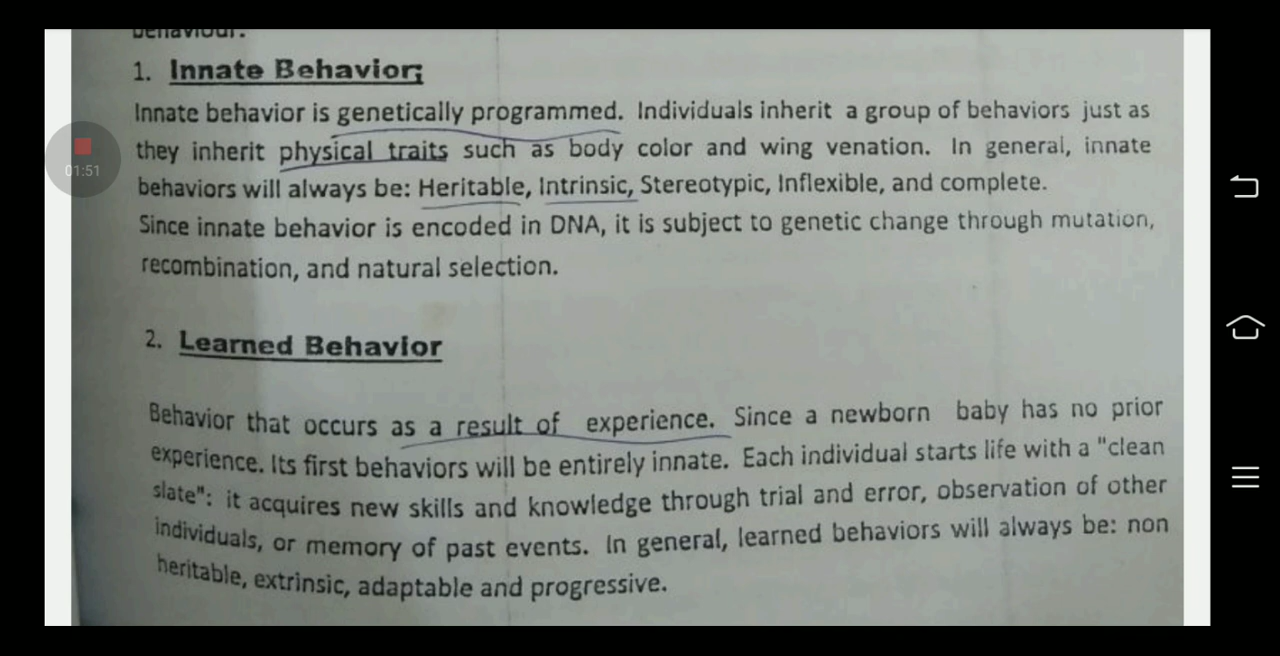 behaviour.
1. Innate Behavior;
Innate behavior is genetically programmed. Individuals inherit a group of behaviors just as
they inherit physical traits such as body color and wing venation. In general, innate
01:51
behaviors will always be: Heritable, Intrinsic, Stereotypic, Inflexible, and complete.
Since innate behavior is encoded in DNA, it is subject to genetic change through mutation,
recombination, and natural selection.
2. Learned Behavior
Behavior that occurs as a result of experience. Since a newborn baby has no prior
experience. Its first behaviors will be entirely innate. Each individual starts life with a "clean
slate": it acquires new skills and knowledge through trial and error, observation of other
individuals, or memory of past events. In general, learned behaviors will always be: non
heritable, extrinsic, adaptable and progressive.